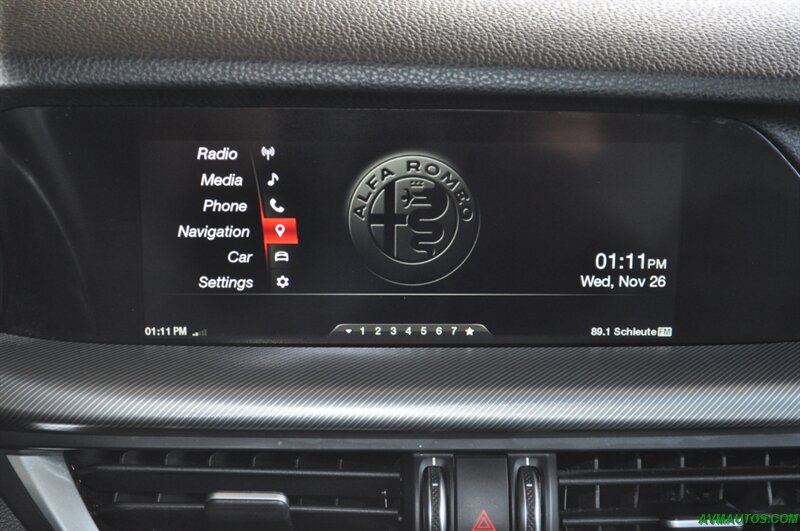 Radio
Media
Phone
Navigation
Car
Settings
ALFA ROMEO
01:11PM
Wed, Nov 26
01:11 PM
1 2 3 4 5 6 7
89.1 Schleute FM
AVMAUTOS.COM